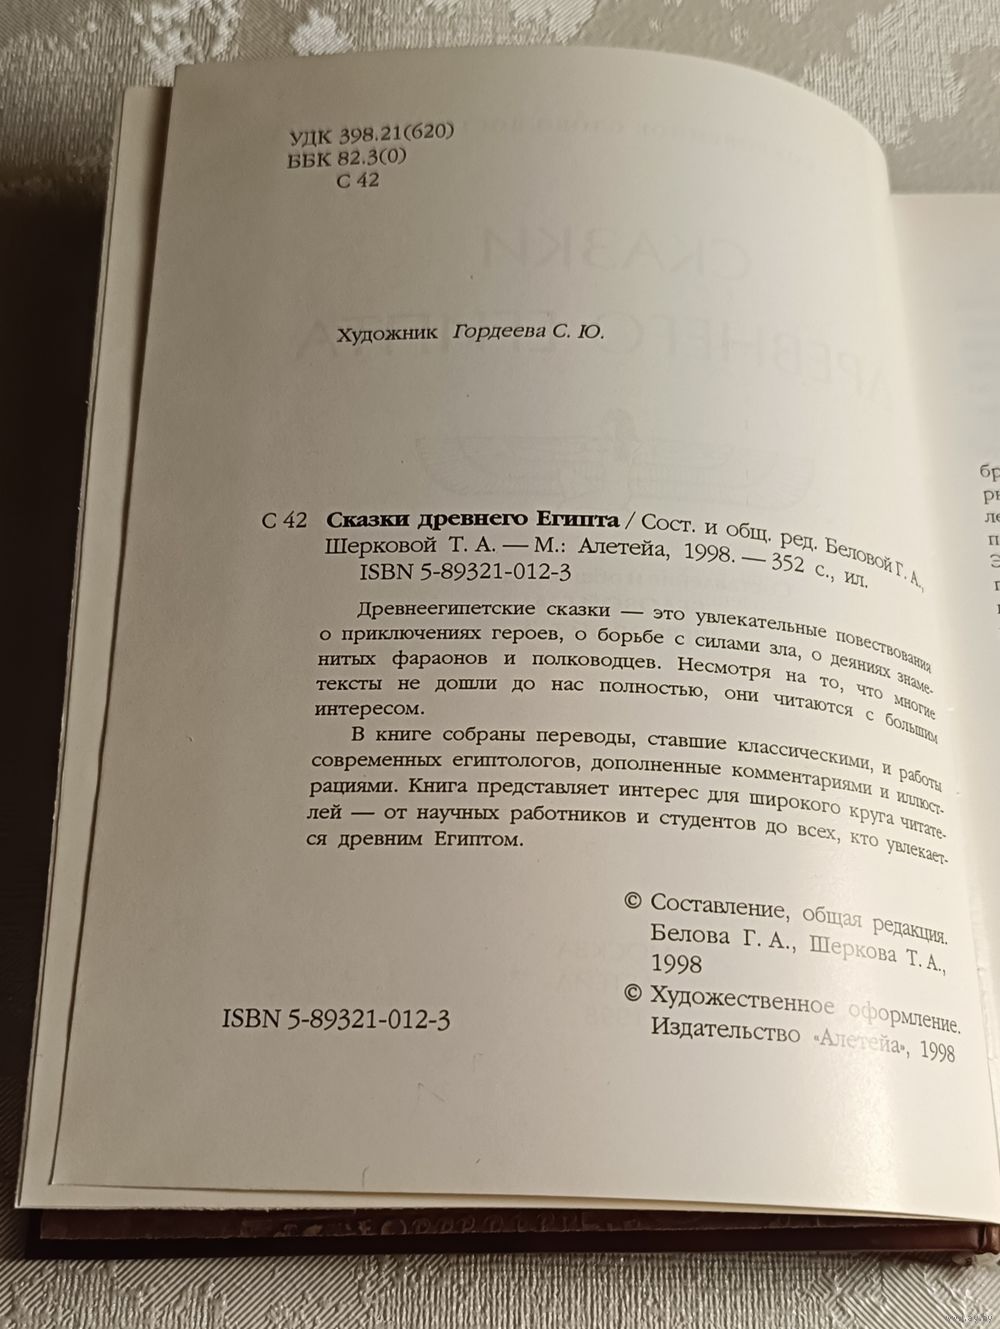 УДК 398.21(620)
ББК 82.3(0)
С 42
Художник Гордеева С. Ю.
С 42 Сказки древнего Египта / Сост. и общ. ред. Беловой Г. А.,
Шерковой Т. А. — М.: Алетейа, 1998. — 352 с., ил.
ISBN 5-89321-012-3
Древнеегипетские сказки — это увлекательные повествования
о приключениях героев, о борьбе с силами зла, о деяниях знаме-
нитых фараонов и полководцев. Несмотря на то, что многие
тексты не дошли до нас полностью, они читаются с большим
интересом.
В книге собраны переводы, ставшие классическими, и работы
современных египтологов, дополненные комментариями и иллюст-
рациями. Книга представляет интерес для широкого круга читате-
лей — от научных работников и студентов до всех, кто увлекает-
ся древним Египтом.
© Составление, общая редакция.
Белова Г. А., Шеркова Т. А.,
1998
© Художественное оформление.
Издательство «Алетейа», 1998
ISBN 5-89321-012-3